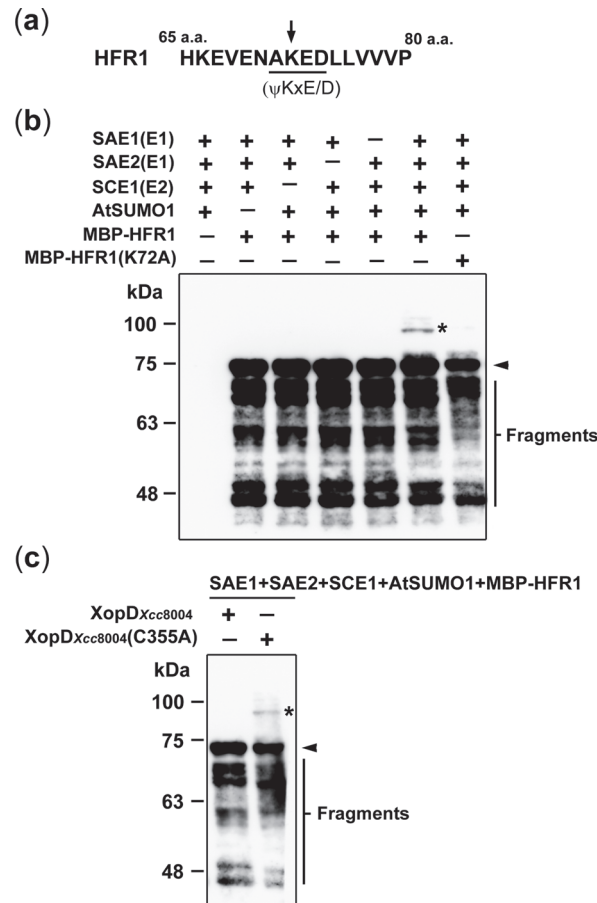 (a)
65 a.a. 80 a.a.
HFR1 HKEVENAKEDLLVVVP
(ψKxE/D)
(b)
SAE1(E1) + + + + — + +
SAE2(E1) + + + — + + +
SCE1(E2) + + — + + + +
AtSUMO1 + — + + + + +
MBP-HFR1 — + + + + + —
MBP-HFR1(K72A) — — — — — — +
kDa
100
*
75
63
Fragments
48
(c)
SAE1+SAE2+SCE1+AtSUMO1+MBP-HFR1
XopDXcc8004 + —
XopDXcc8004(C355A) — +
kDa
100
*
75
63
Fragments
48